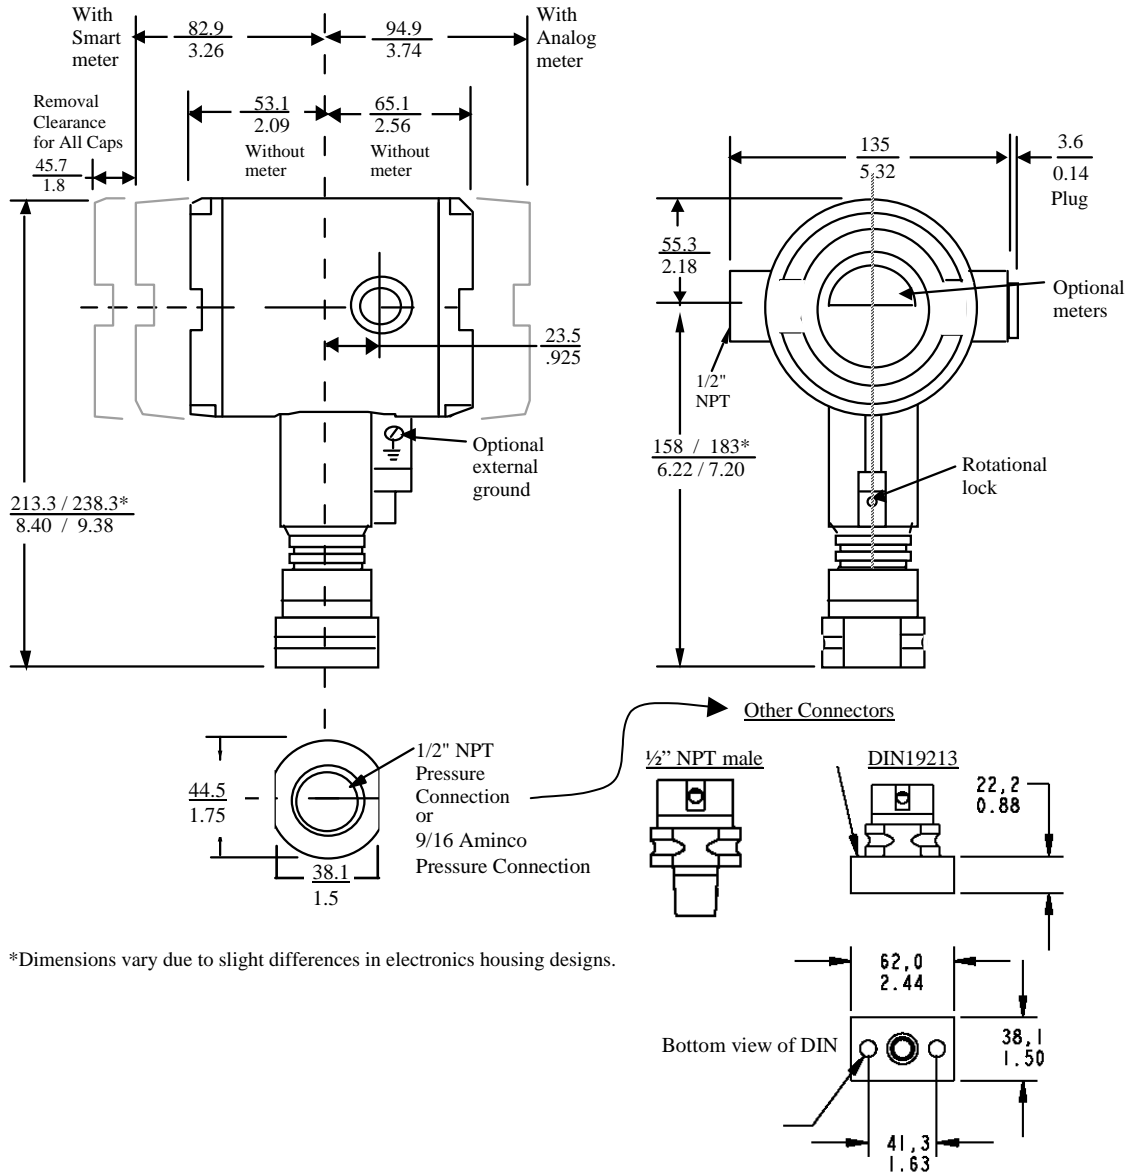 With
Smart
meter
82.9
3.26
94.9
3.74
With
Analog
meter
Removal
Clearance
for All Caps
45.7
1.8
53.1
2.09
Without
meter
65.1
2.56
Without
meter
135
5.32
3.6
0.14
Plug
55.3
2.18
Optional
meters
23.5
.925
1/2"
NPT
Optional
external
ground
158 / 183*
6.22 / 7.20
Rotational
lock
213.3 / 238.3*
8.40 / 9.38
Other Connectors
1/2" NPT
Pressure
Connection
or
9/16 Aminco
Pressure Connection
44.5
1.75
38.1
1.5
½” NPT male
DIN19213
22,2
0.88
*Dimensions vary due to slight differences in electronics housing designs.
62,0
2.44
Bottom view of DIN
38,1
1.50
41,3
1.63